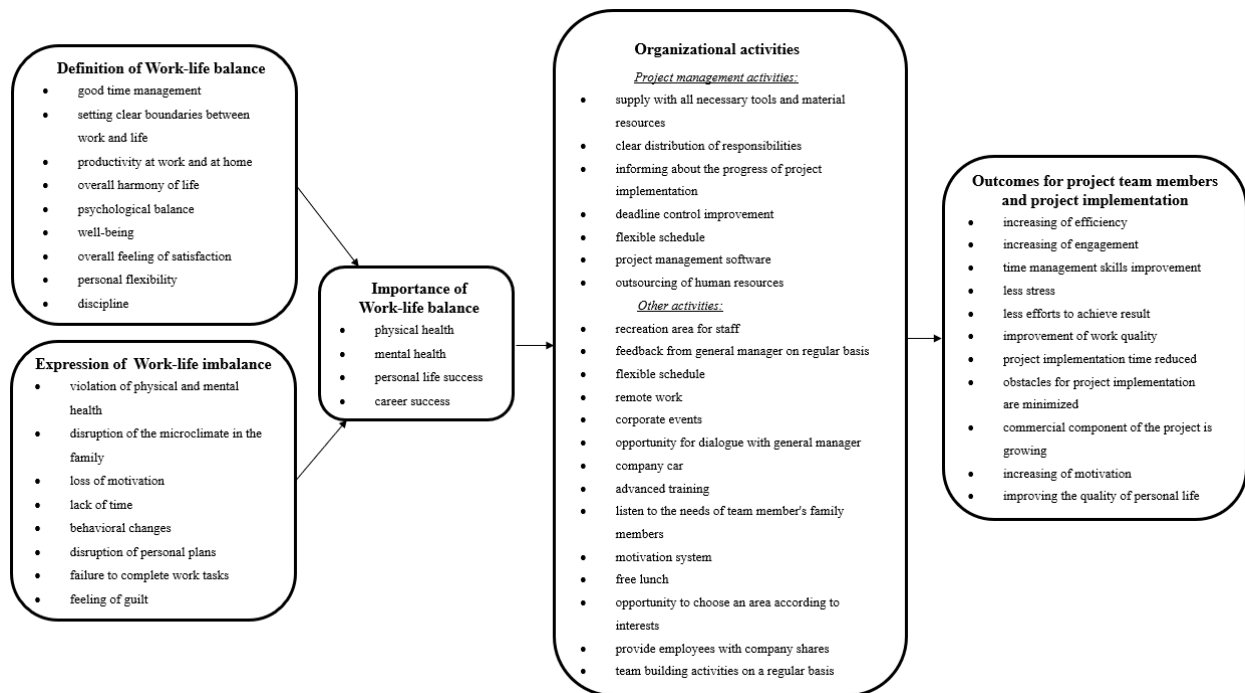 Definition of Work-life balance
• good time management
• setting clear boundaries between
work and life
• productivity at work and at home
• overall harmony of life
• psychological balance
• well-being
• overall feeling of satisfaction
• personal flexibility
• discipline
Expression of Work-life imbalance
• violation of physical and mental
health
• disruption of the microclimate in the
family
• loss of motivation
• lack of time
• behavioral changes
• disruption of personal plans
• failure to complete work tasks
• feeling of guilt
Importance of
Work-life balance
• physical health
• mental health
• personal life success
• career success
Organizational activities
Project management activities:
• supply with all necessary tools and material
resources
• clear distribution of responsibilities
• informing about the progress of project
implementation
• deadline control improvement
• flexible schedule
• project management software
• outsourcing of human resources
Other activities:
• recreation area for staff
• feedback from general manager on regular basis
• flexible schedule
• remote work
• corporate events
• opportunity for dialogue with general manager
• company car
• advanced training
• listen to the needs of team member's family
members
• motivation system
• free lunch
• opportunity to choose an area according to
interests
• provide employees with company shares
• team building activities on a regular basis
Outcomes for project team members
and project implementation
• increasing of efficiency
• increasing of engagement
• time management skills improvement
• less stress
• less efforts to achieve result
• improvement of work quality
• project implementation time reduced
• obstacles for project implementation
are minimized
• commercial component of the project is
growing
• increasing of motivation
• improving the quality of personal life